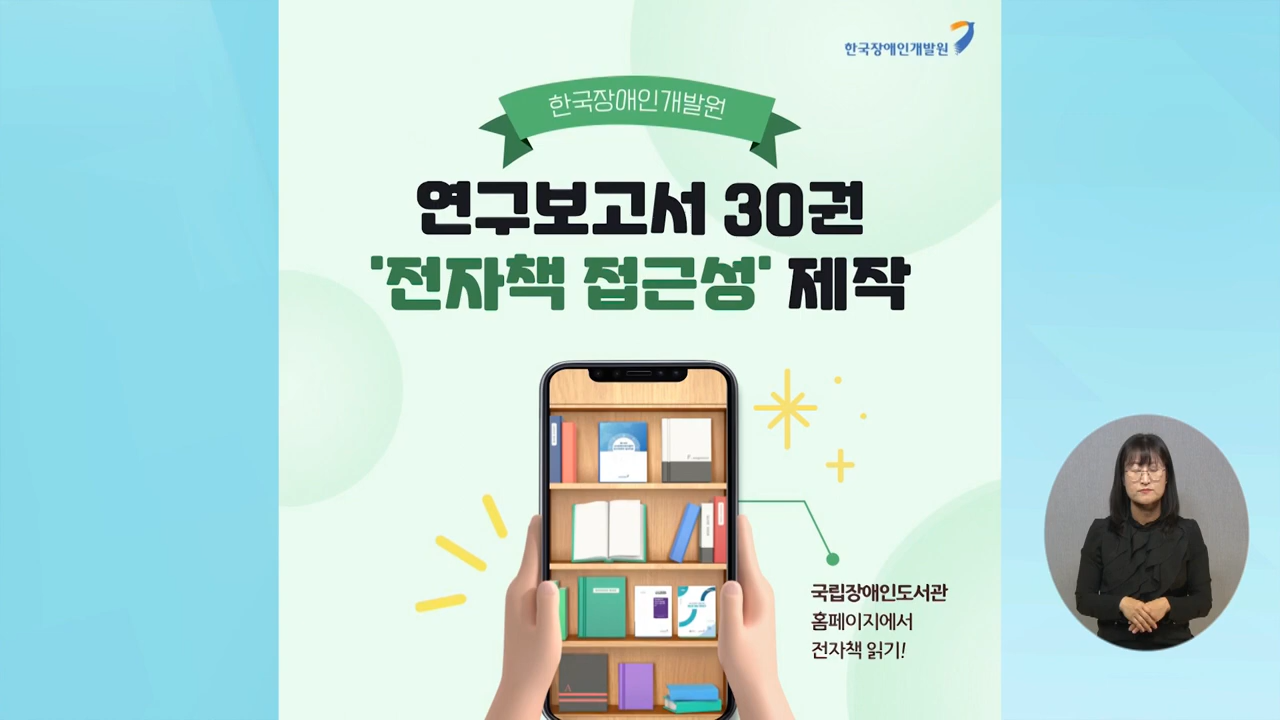 한국장애인개발원
한국장애인개발원
연구보고서 30권
'전자책 접근성' 제작
국립장애인도서관
홈페이지에서
전자책 읽기!